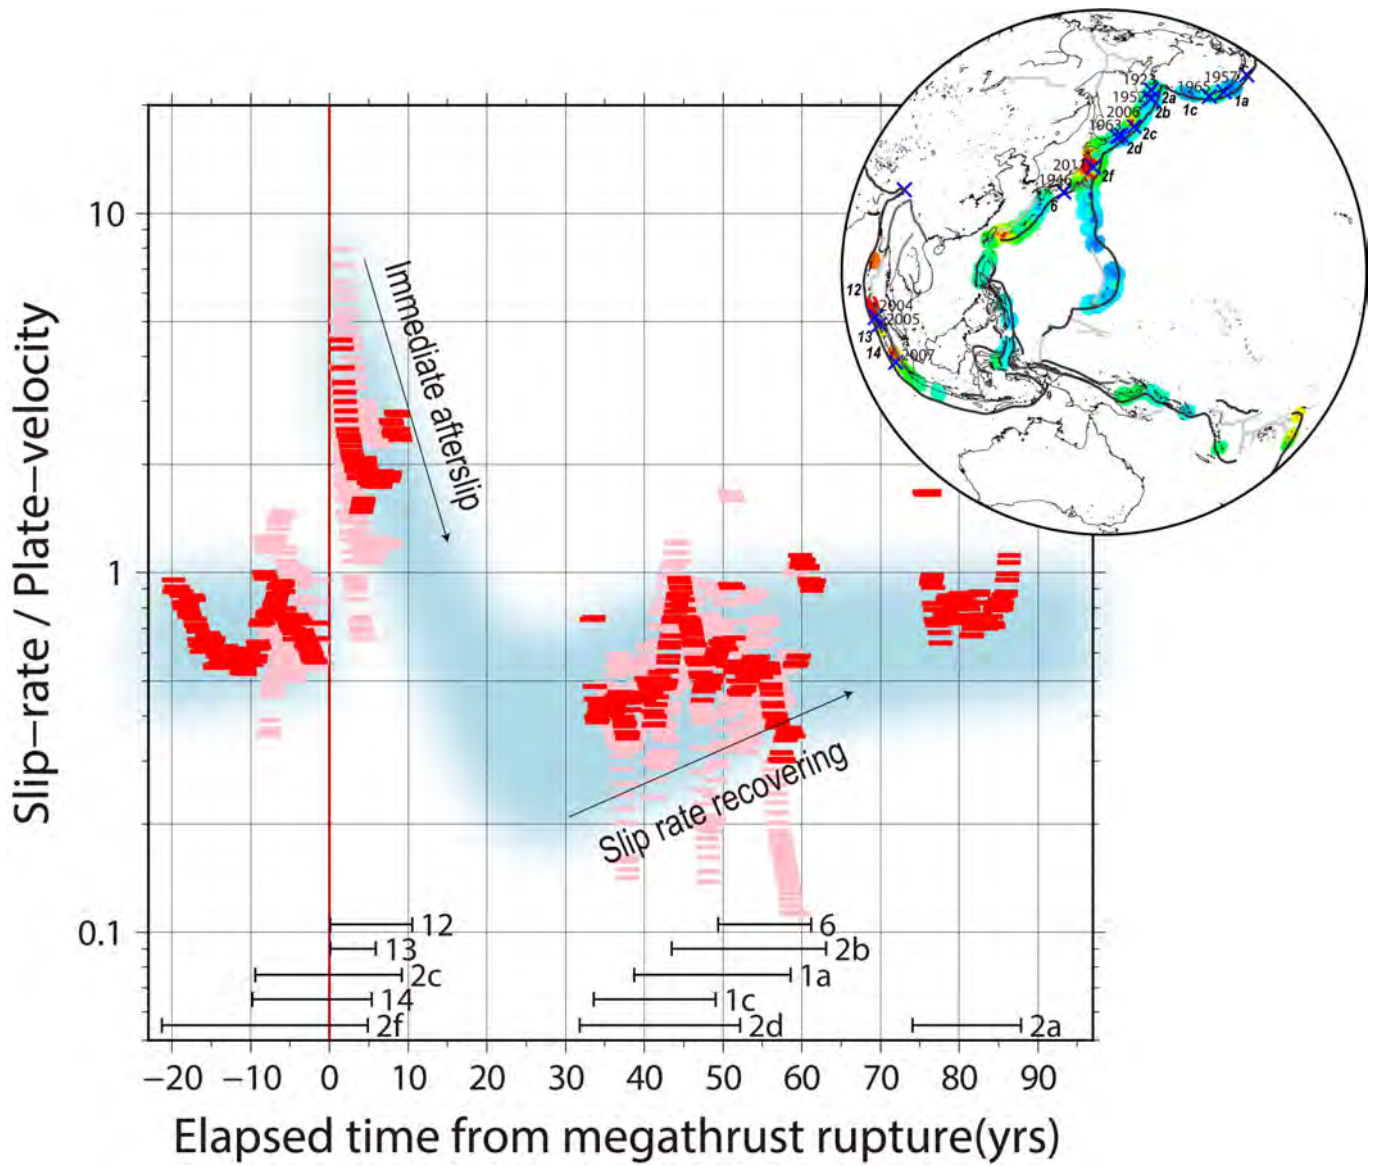 Slip–rate / Plate–velocity
10
1
0.1
Immediate afterslip
Slip rate recovering
12
6
13
2b
2c
1a
14
1c
2f
2d
2a
−20 −10 0 10 20 30 40 50 60 70 80 90
Elapsed time from megathrust rupture(yrs)
1957
1965
1a
1c
1952
2a
2b
2006
2c
1963
2d
2011
2f
1946
6
12
2004
2005
13
14
2007